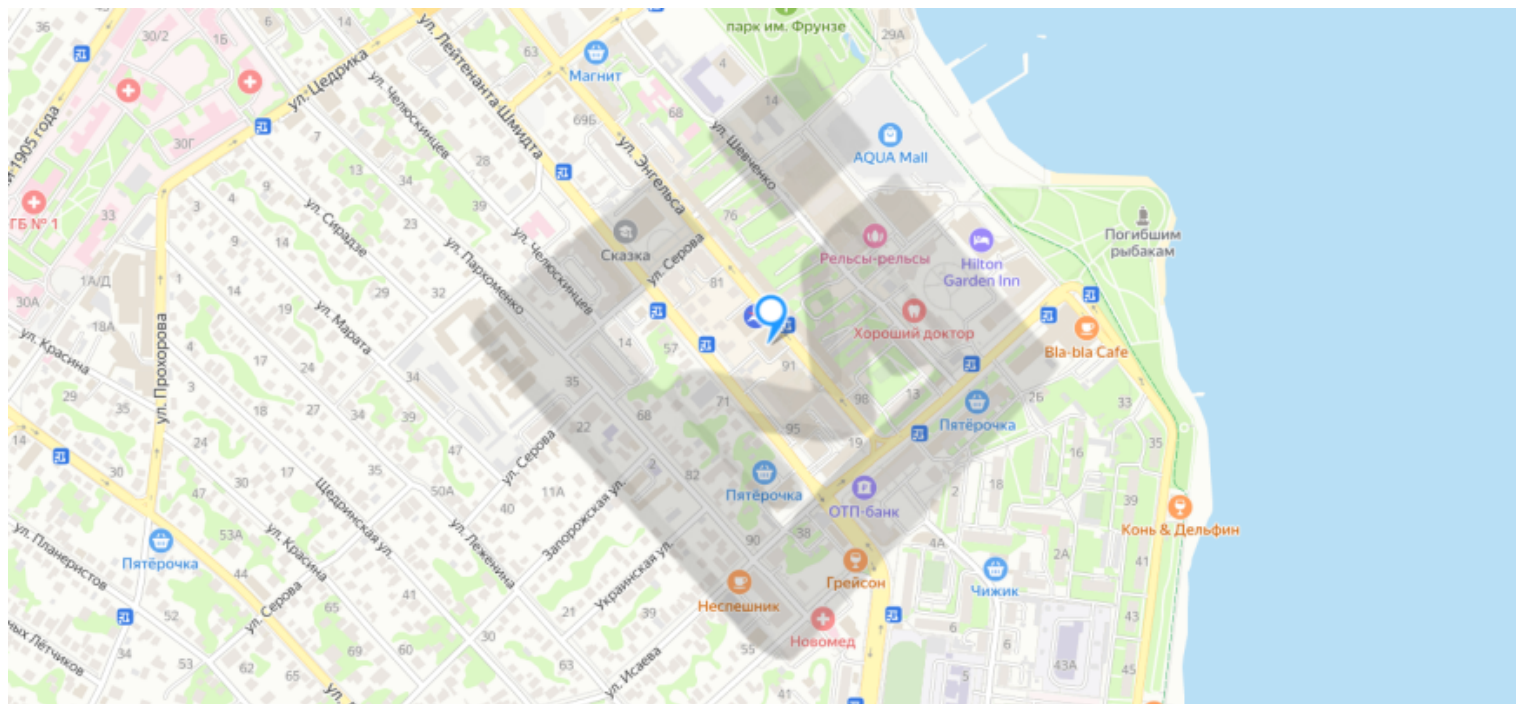 36
30/2
1Б
6
14
ул. Лейтенанта Шмидта
63
Магнит
парк им. Фрунзе
29А
ул. Цедрика
ул. Челюскинцев
69Б
68
4
14
ул. Шевченко
AQUA Mall
1905 года
30Г
7
28
ул. Энгельса
ГБ № 1
33
3
4
9
13
34
39
23
ул. Сирадзе
ул. Пархоменко
ул. Челюскинцев
Сказка
ул. Серова
76
Рельсы-рельсы
Hilton
Garden Inn
Погибшим
рыбакам
1А/Д
30А
18А
1
9
14
14
19
29
32
81
Хороший доктор
Bla-bla Cafe
ул. Красина
ул. Прохорова
ул. Марата
4
17
24
34
14
57
91
35
29
35
3
18
27
34
39
22
68
71
95
98
13
19
Пятёрочка
2Б
33
14
30
24
17
35
47
50А
ул. Серова
2
82
Пятёрочка
ОТП-банк
2
18
35
39
Конь & Дельфин
47
30
Щедринская ул.
11А
40
Запорожская ул.
ул. Планеристов
Пятёрочка
53А
ул. Красина
ул. Леженина
90
38
4А
2А
41
44
Грейсон
Чижик
52
ул. Серова
65
41
21
Украинская ул.
39
Неспешник
Новомед
6
43
ных Лётчиков
34
53
62
65
69
60
30
63
ул. Исаева
55
41
6
5
43А
45